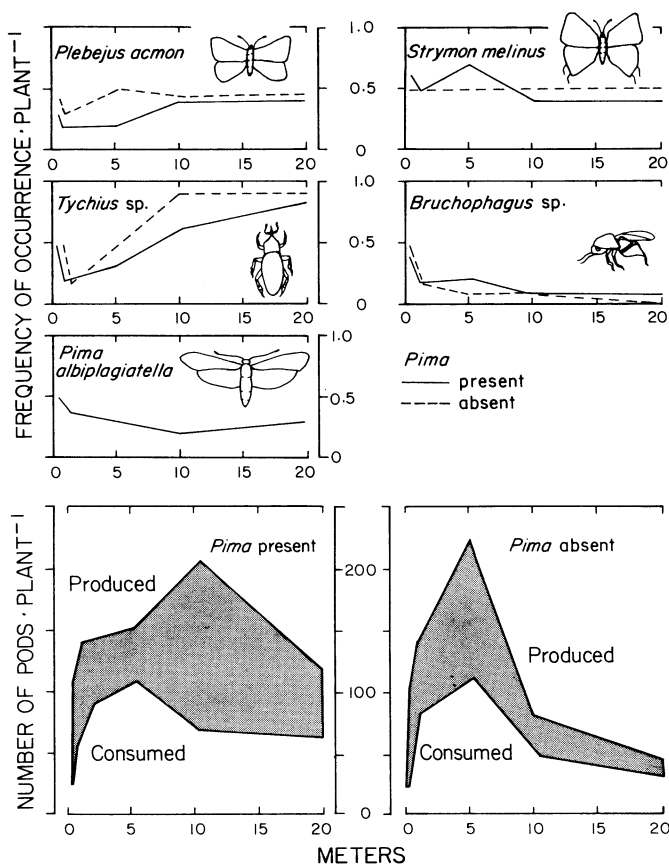 FREQUENCY OF OCCURRENCE · PLANT⁻¹
Plebejus acmon
0 5 10 15 20
Strymon melinus
1.0
0.5
0
0 5 10 15 20
Tychius sp.
0 5 10 15 20
Bruchophagus sp.
1.0
0.5
0
0 5 10 15 20
Pima
albiplagiatella
1.0
0.5
0
0 5 10 15 20
Pima
present
absent
NUMBER OF PODS · PLANT⁻¹
Pima present
Produced
Consumed
0 5 10 15 20
200
100
0
Pima absent
Produced
Consumed
0 5 10 15 20
METERS